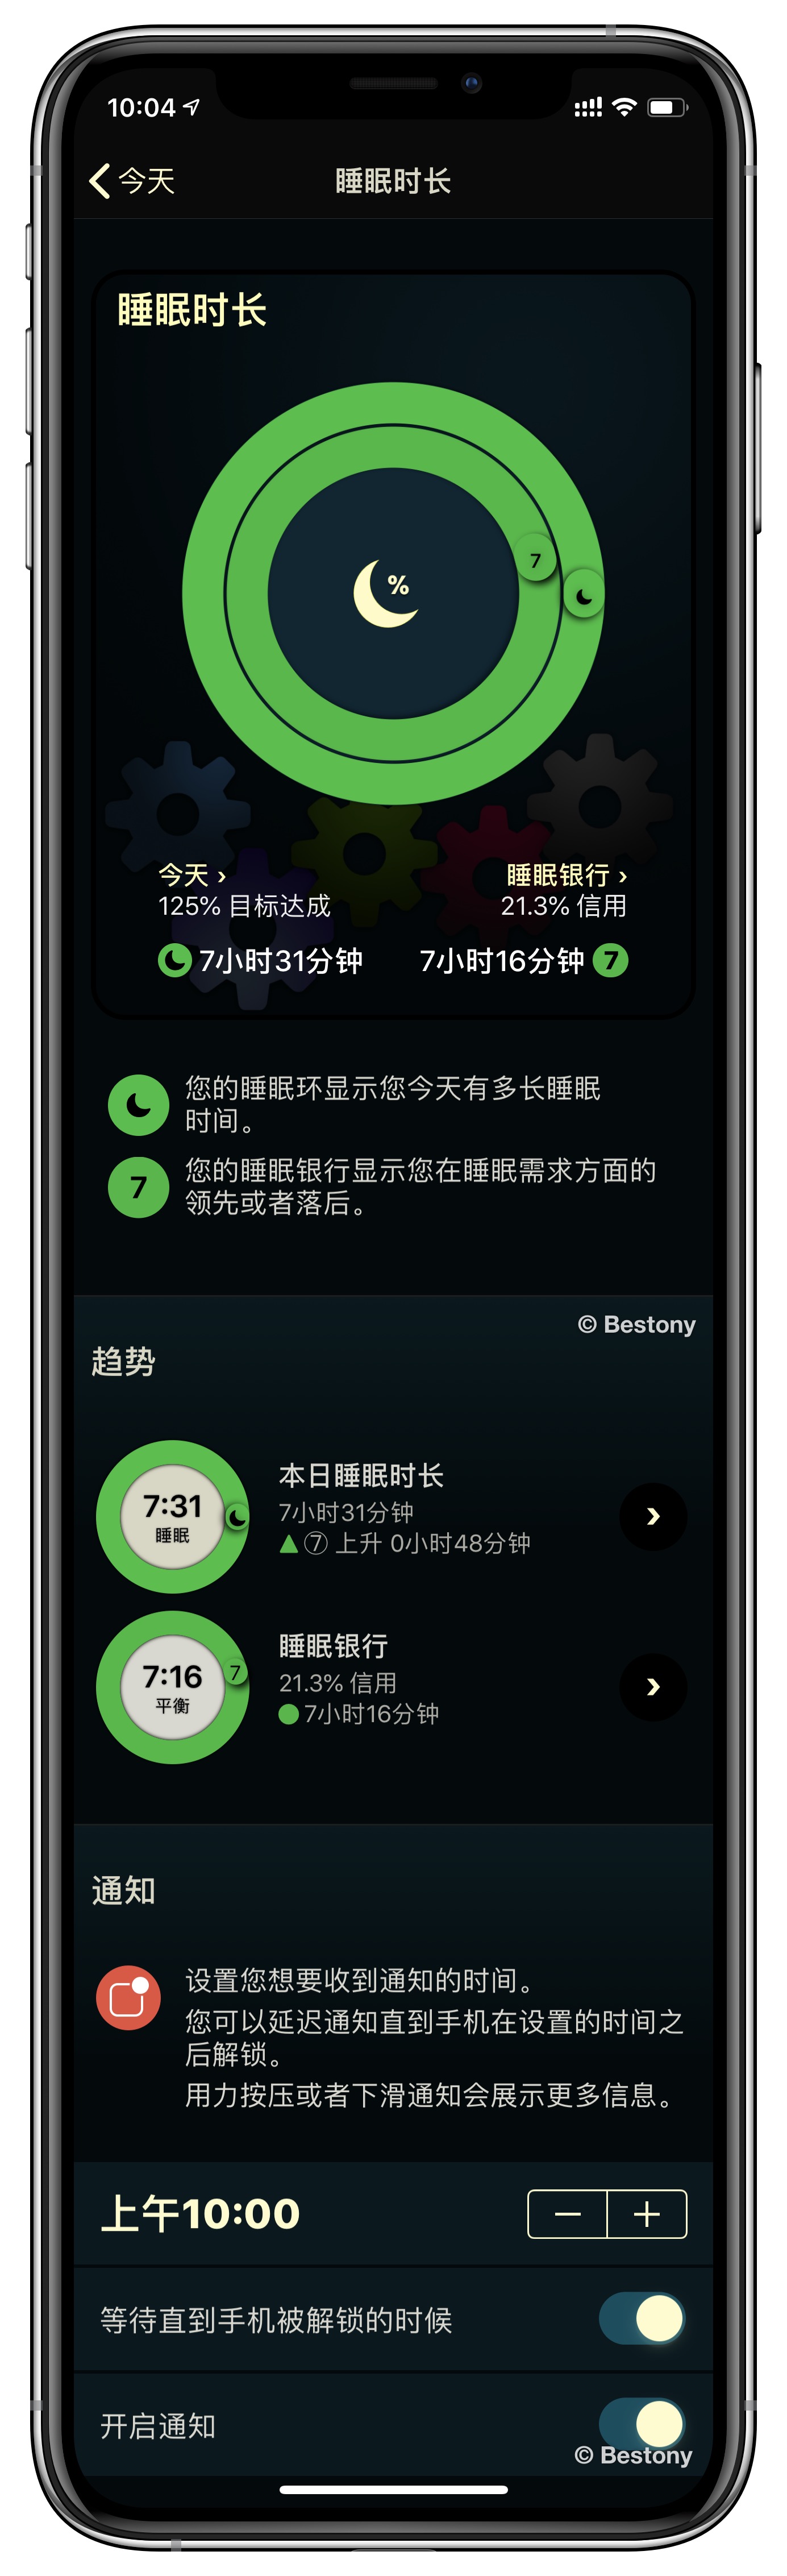 10:04
今天
睡眠时长
睡眠时长
%
7
今天 ›
睡眠银行 ›
125% 目标达成
21.3% 信用
7小时31分钟
7小时16分钟 7
您的睡眠环显示您今天有多长睡眠
时间。
7
您的睡眠银行显示您在睡眠需求方面的
领先或者落后。
© Bestony
趋势
7:31
睡眠
本日睡眠时长
7小时31分钟
▲⑦ 上升 0小时48分钟
›
7:16
平衡
7
睡眠银行
21.3% 信用
7小时16分钟
›
通知
设置您想要收到通知的时间。
您可以延迟通知直到手机在设置的时间之
后解锁。
用力按压或者下滑通知会展示更多信息。
上午10:00
− +
等待直到手机被解锁的时候
开启通知
© Bestony